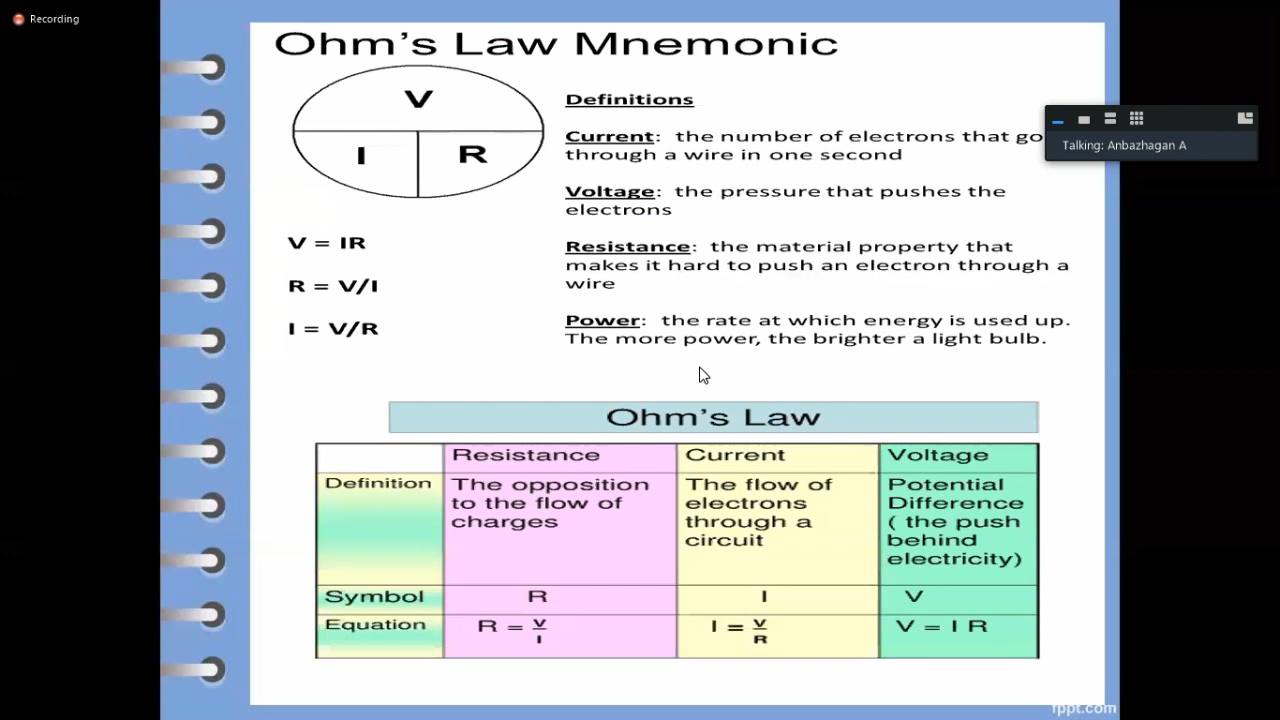 Recording
Ohm's Law Mnemonic
V
I
R
V = IR
R = V/I
I = V/R
Definitions
Current: the number of electrons that go
through a wire in one second
Voltage: the pressure that pushes the
electrons
Resistance: the material property that
makes it hard to push an electron through a
wire
Power: the rate at which energy is used up.
The more power, the brighter a light bulb.
Talking: Anbazhagan A
Ohm's Law
Resistance Current Voltage
Definition
The opposition
to the flow of
charges
The flow of
electrons
through a
circuit
Potential
Difference
( the push
behind
electricity)
Symbol R I V
Equation R = V/I I = V/R V = I R
fppt.com